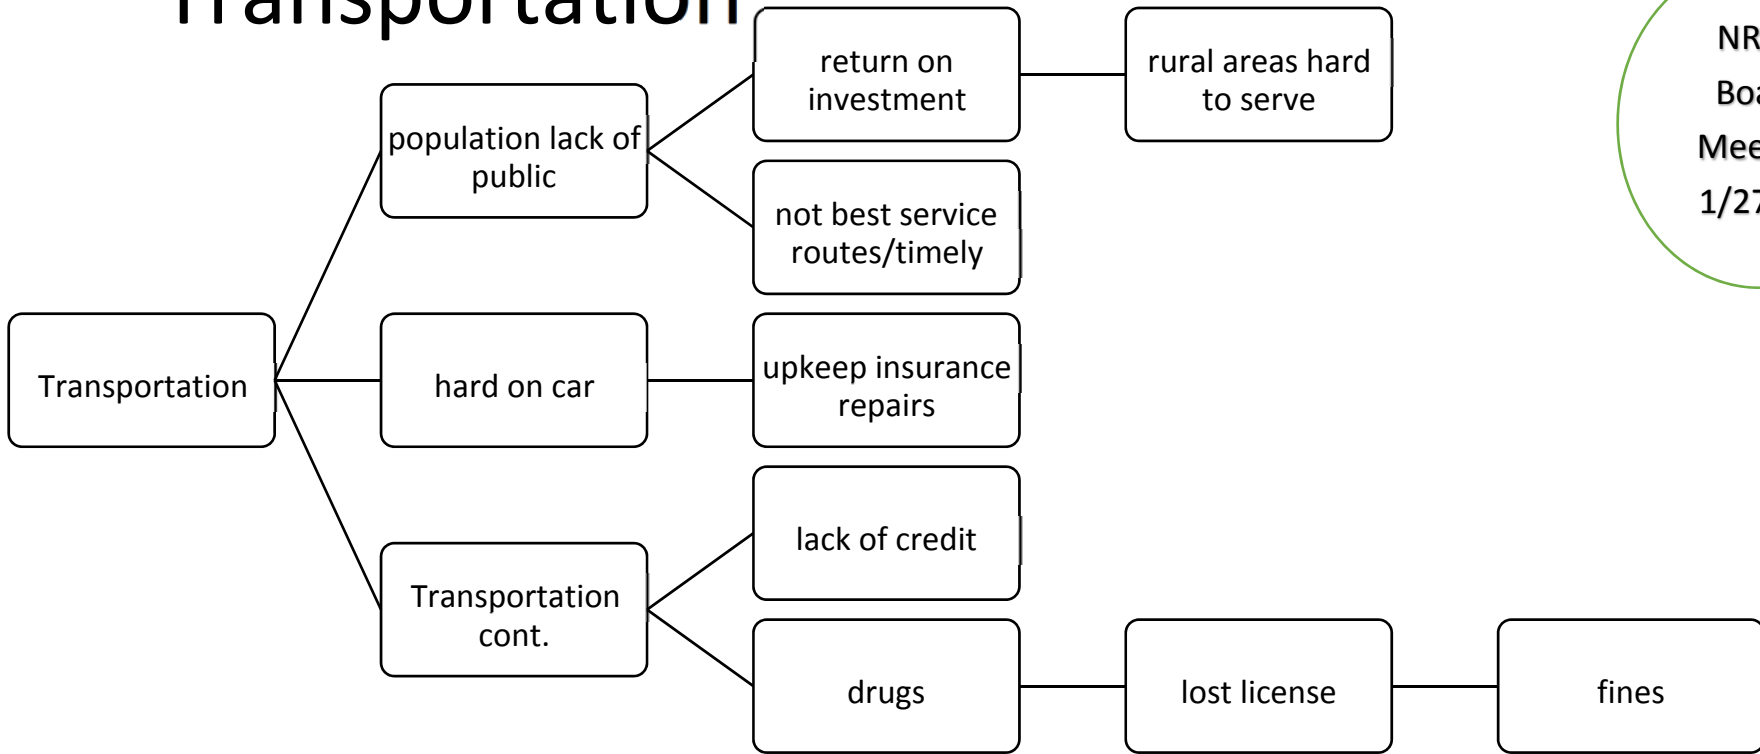 Transportation
return on
investment
rural areas hard
to serve
population lack of
public
not best service
routes/timely
Transportation
hard on car
upkeep insurance
repairs
Transportation
cont.
lack of credit
drugs
lost license
fines
NR
Boa
Mee
1/27